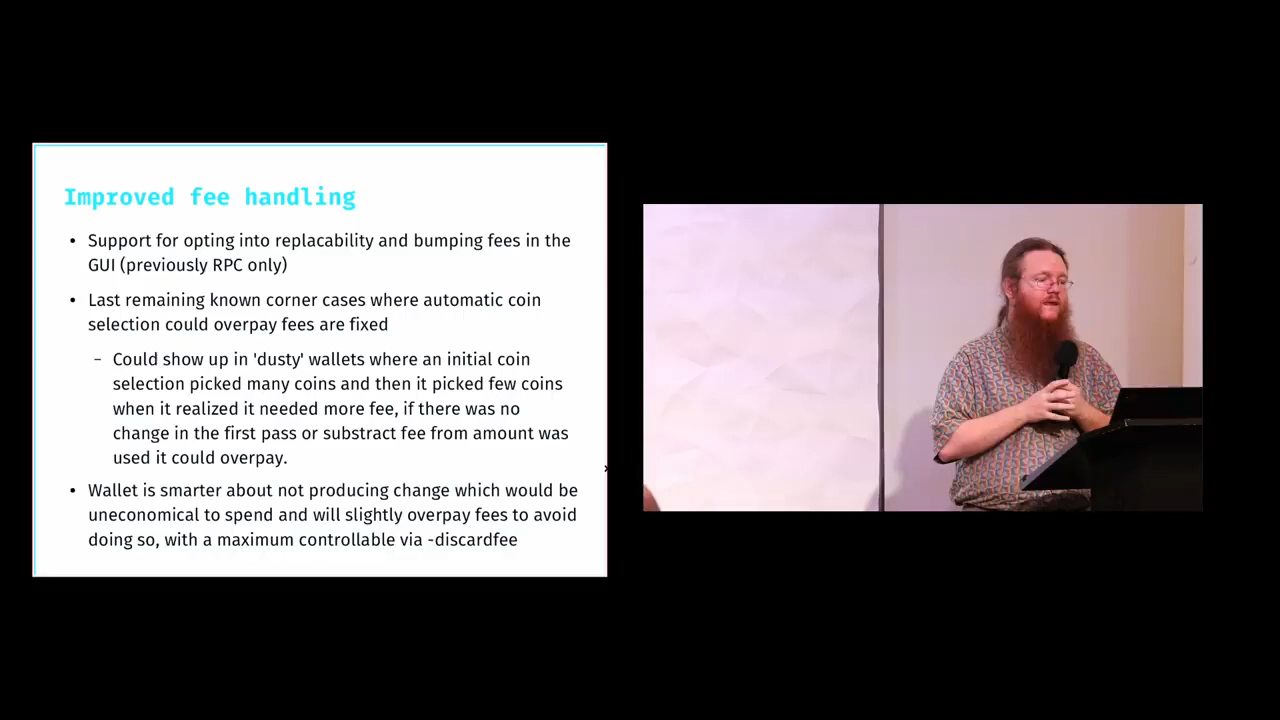 Improved fee handling
• Support for opting into replacability and bumping fees in the
GUI (previously RPC only)
• Last remaining known corner cases where automatic coin
selection could overpay fees are fixed
– Could show up in 'dusty' wallets where an initial coin
selection picked many coins and then it picked few coins
when it realized it needed more fee, if there was no
change in the first pass or substract fee from amount was
used it could overpay.
• Wallet is smarter about not producing change which would be
uneconomical to spend and will slightly overpay fees to avoid
doing so, with a maximum controllable via -discardfee